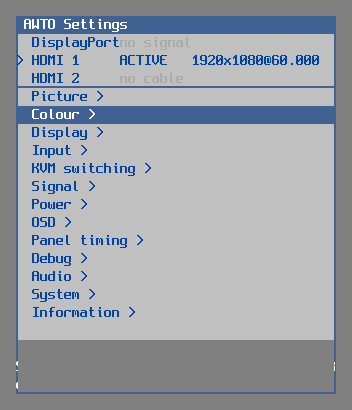 AWTO Settings
DisplayPort no signal
> HDMI 1 ACTIVE 1920x1080@60.000
HDMI 2 no cable
Picture >
Colour >
Display >
Input >
KVM switching >
Signal >
Power >
OSD >
Panel timing >
Debug >
Audio >
System >
Information >